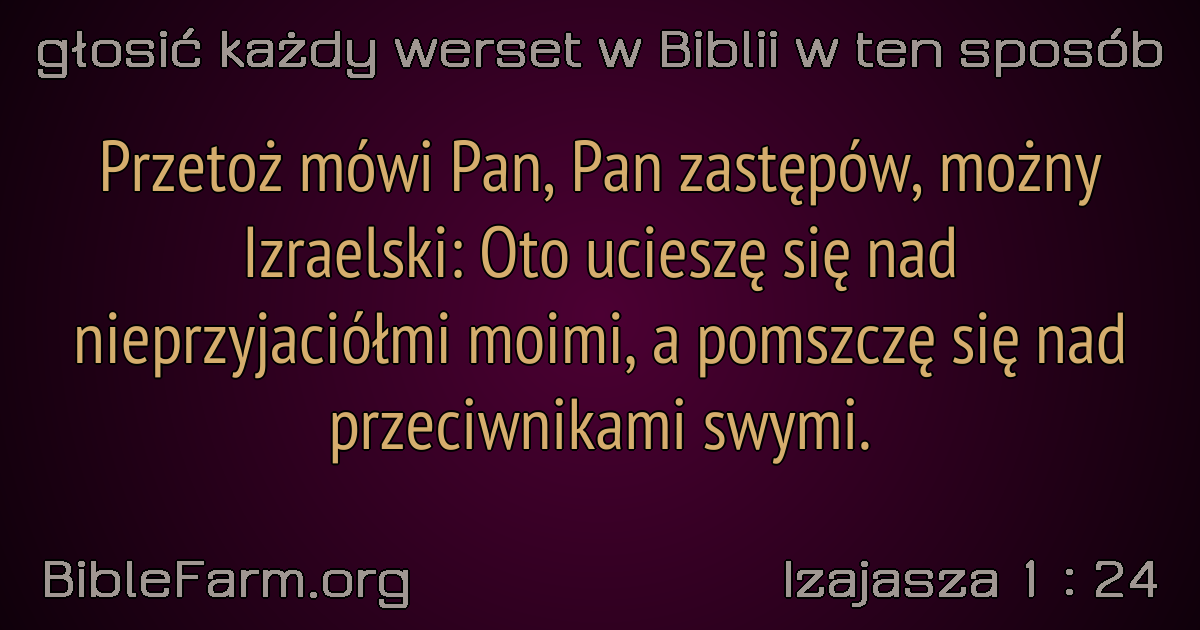 głosić każdy werset w Biblii w ten sposób
Przetoż mówi Pan, Pan zastępów, możny
Izraelski: Oto ucieszę się nad
nieprzyjaciółmi moimi, a pomszczę się nad
przeciwnikami swymi.
BibleFarm.org
Izajasza 1 : 24